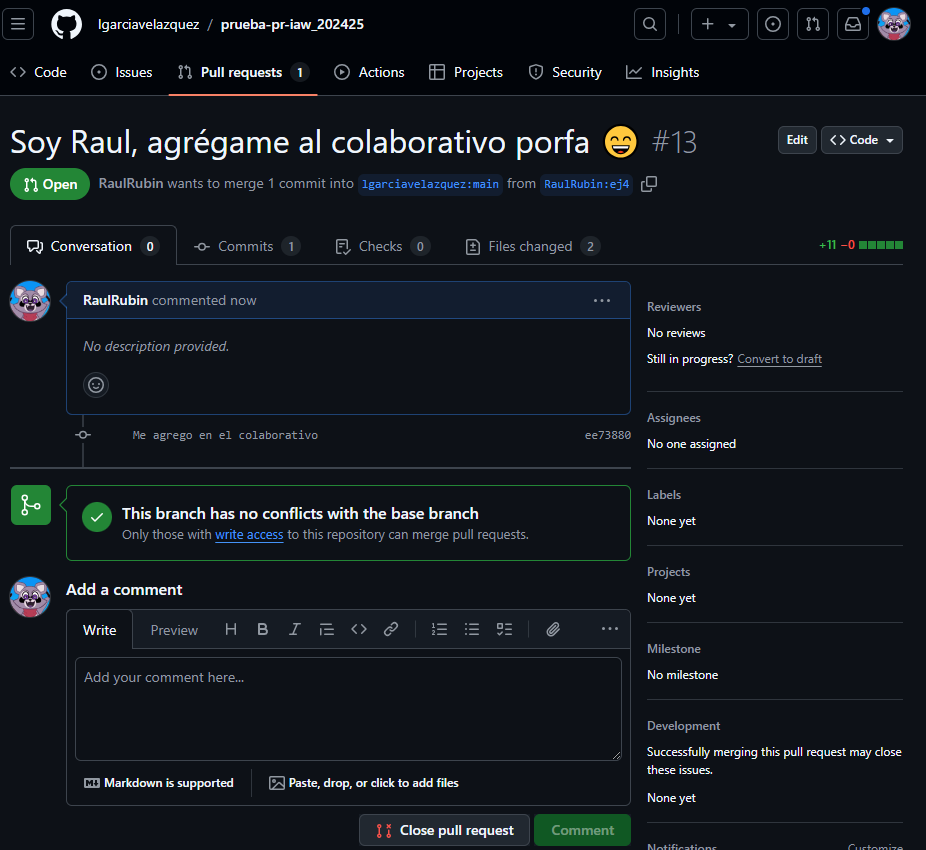 lgarciavelazquez / prueba-pr-iaw_202425
Code Issues Pull requests 1 Actions Projects Security Insights
Soy Raul, agrégame al colaborativo porfa 😄 #13
Edit Code
Open RaulRubin wants to merge 1 commit into lgarciavelazquez:main from RaulRubin:ej4
Conversation 0 Commits 1 Checks 0 Files changed 2 +11 −0
RaulRubin commented now
No description provided.
Me agrego en el colaborativo ee73880
This branch has no conflicts with the base branch
Only those with write access to this repository can merge pull requests.
Add a comment
Write Preview
Add your comment here...
Markdown is supported Paste, drop, or click to add files
Close pull request Comment
Reviewers
No reviews
Still in progress? Convert to draft
Assignees
No one assigned
Labels
None yet
Projects
None yet
Milestone
No milestone
Development
Successfully merging this pull request may close
these issues.
None yet
Notifications Customize